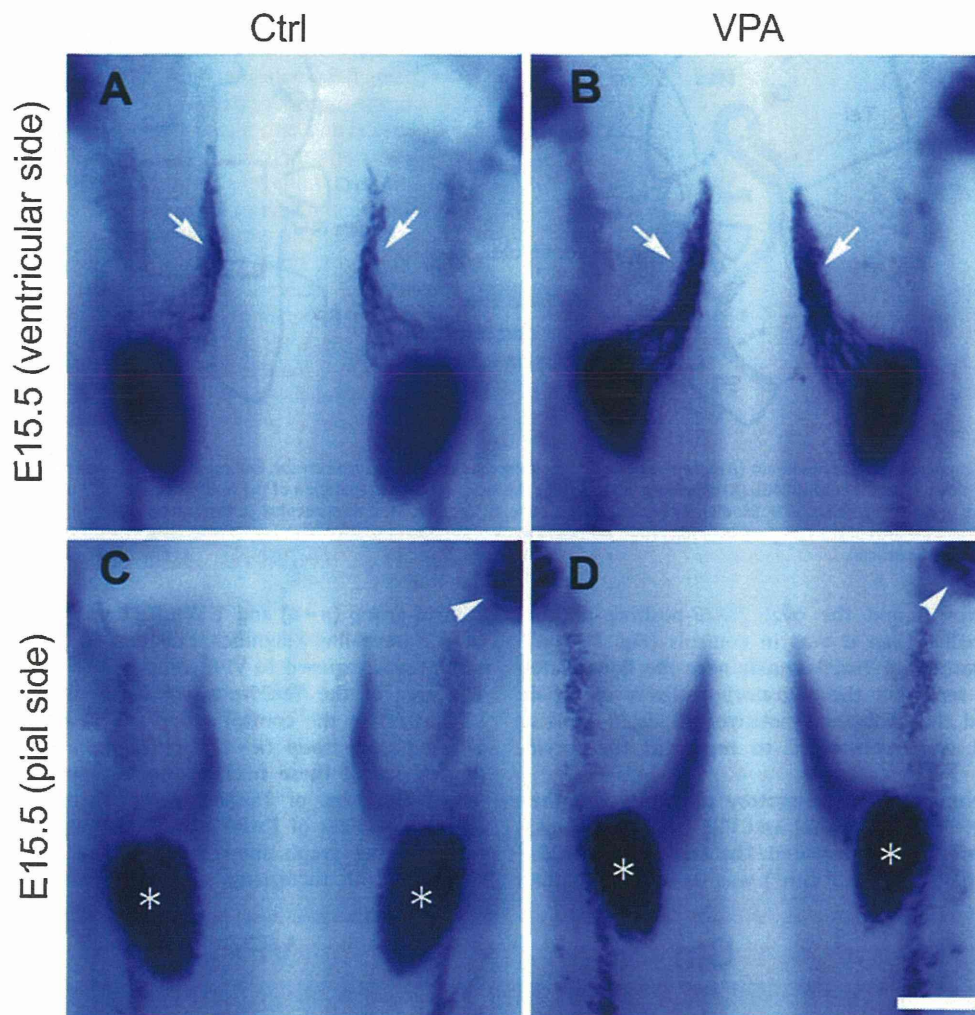 Ctrl
VPA
E15.5 (ventricular side)
A
B
E15.5 (pial side)
C
D
*
*
*
*